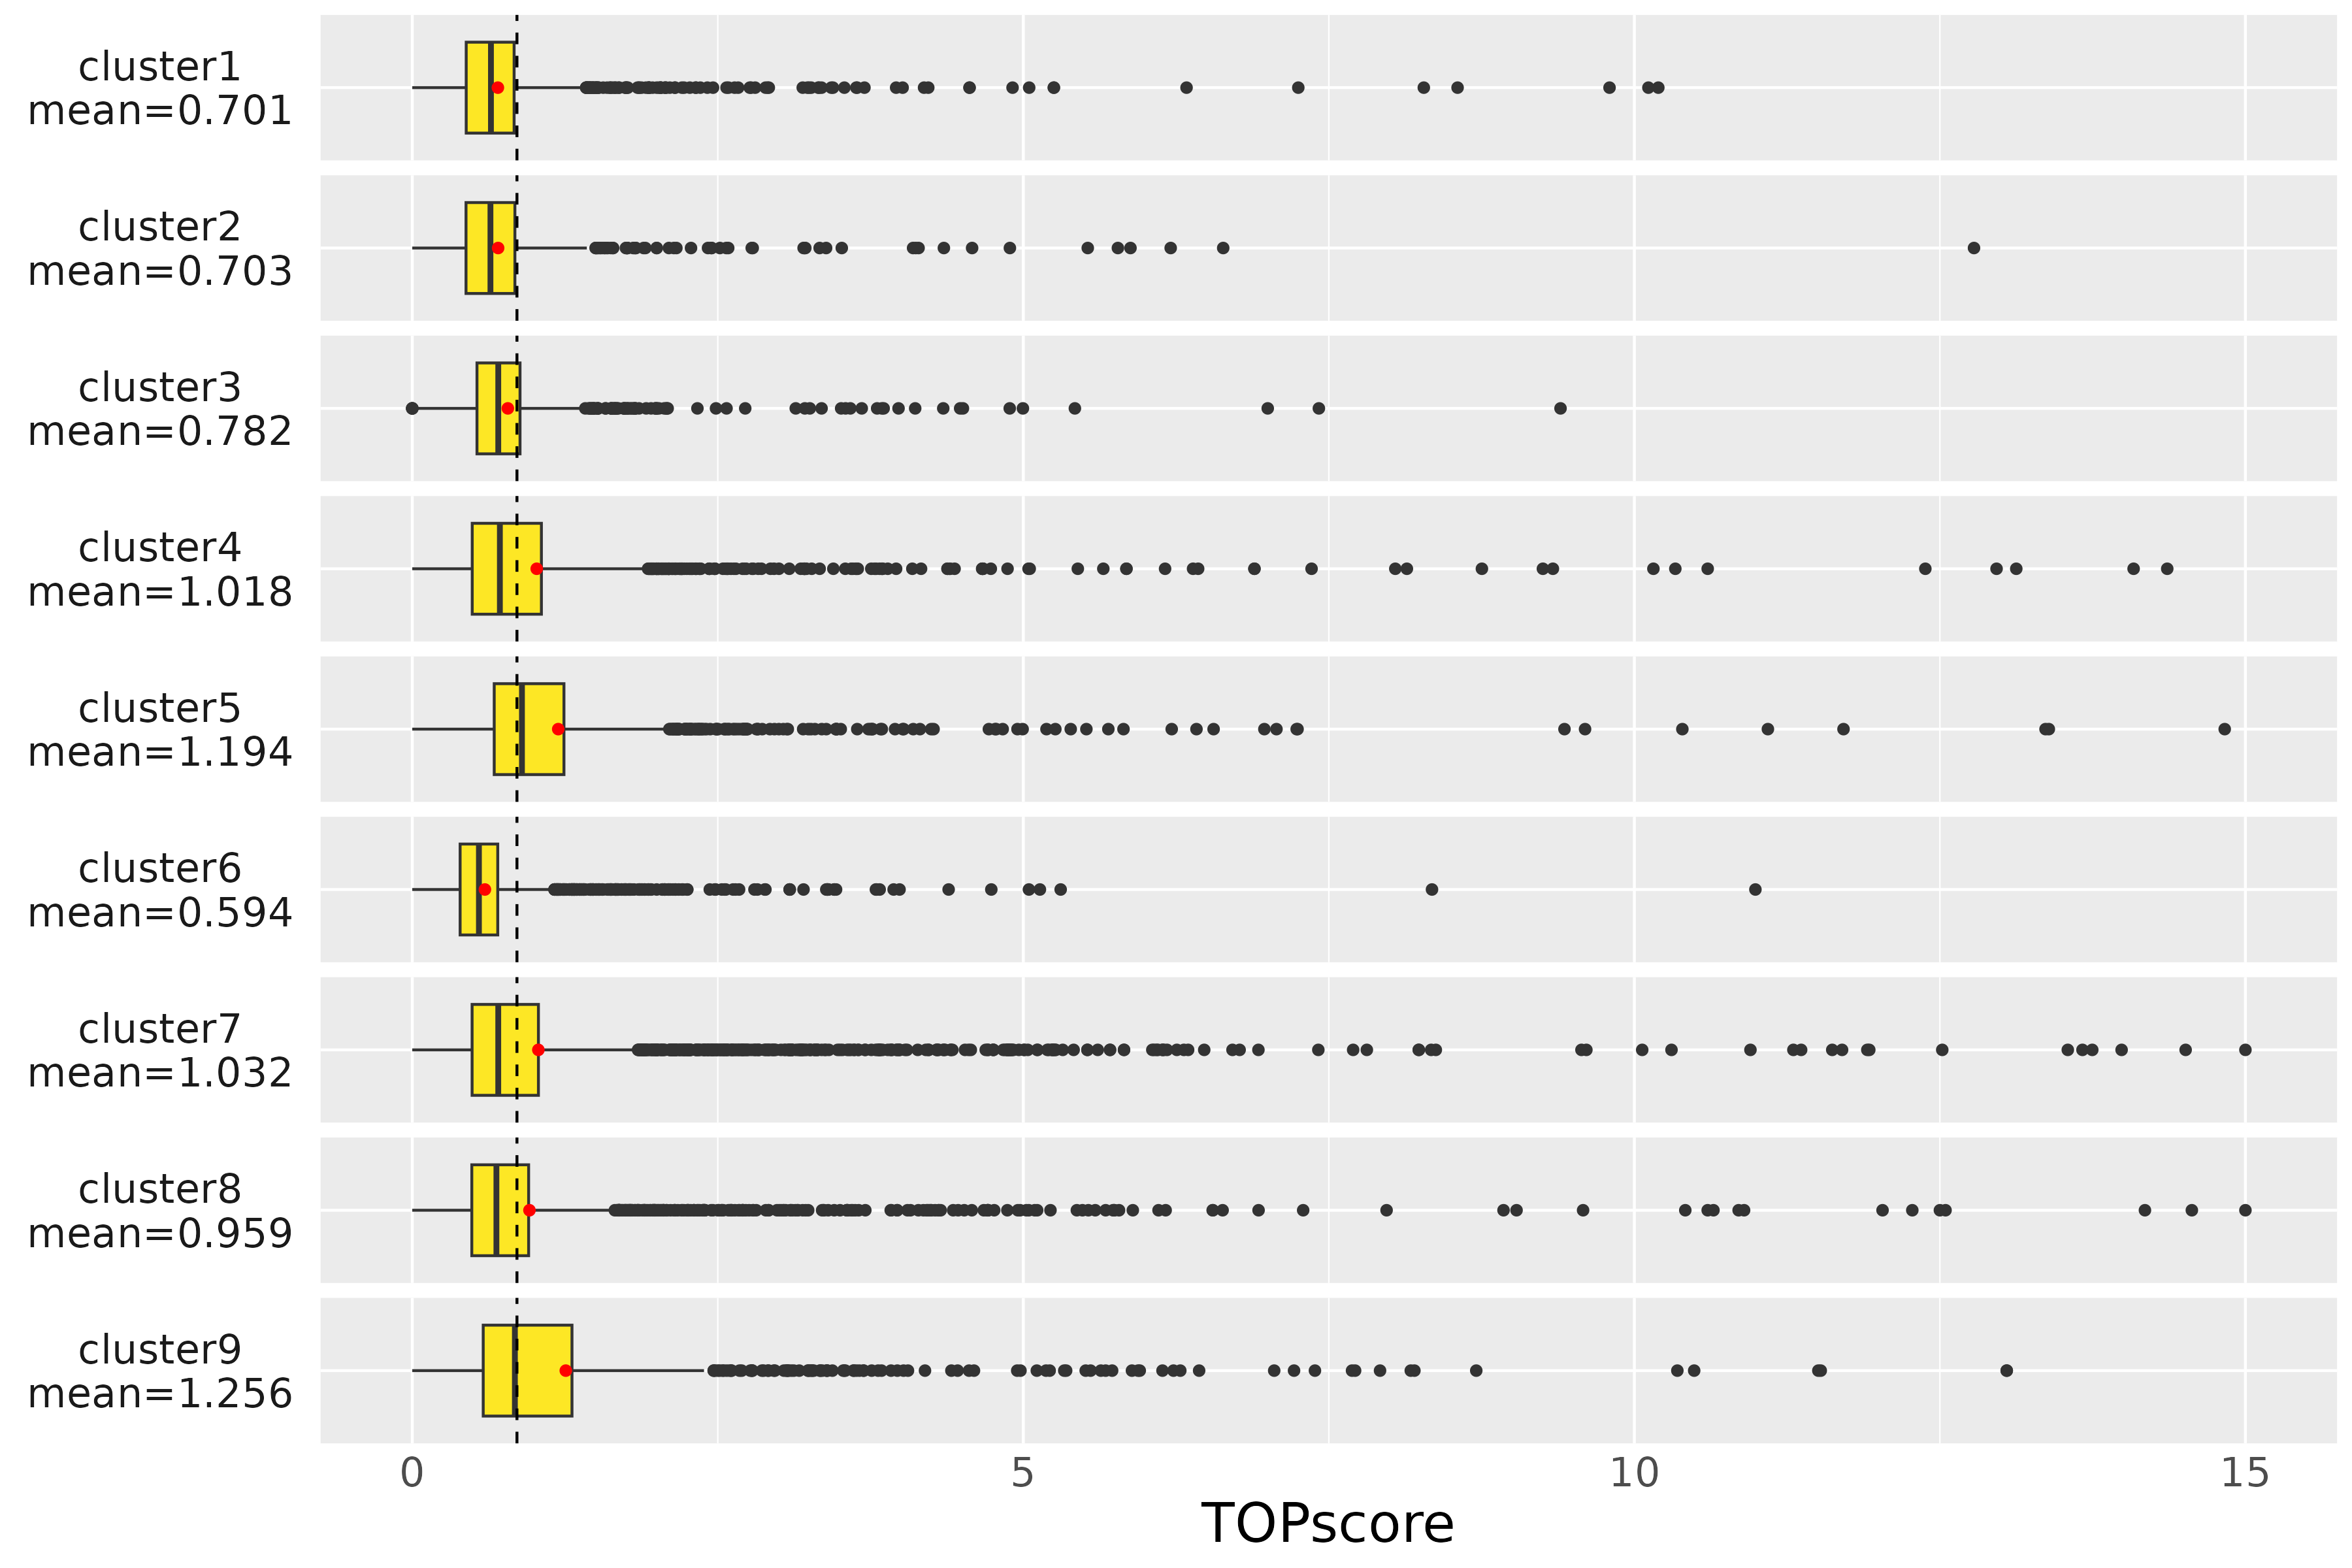 cluster1
mean=0.701
cluster2
mean=0.703
cluster3
mean=0.782
cluster4
mean=1.018
cluster5
mean=1.194
cluster6
mean=0.594
cluster7
mean=1.032
cluster8
mean=0.959
cluster9
mean=1.256
0 5 10 15
TOPscore